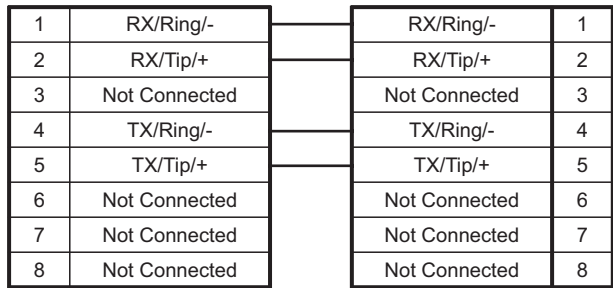 1 RX/Ring/- RX/Ring/- 1
2 RX/Tip/+ RX/Tip/+ 2
3 Not Connected Not Connected 3
4 TX/Ring/- TX/Ring/- 4
5 TX/Tip/+ TX/Tip/+ 5
6 Not Connected Not Connected 6
7 Not Connected Not Connected 7
8 Not Connected Not Connected 8